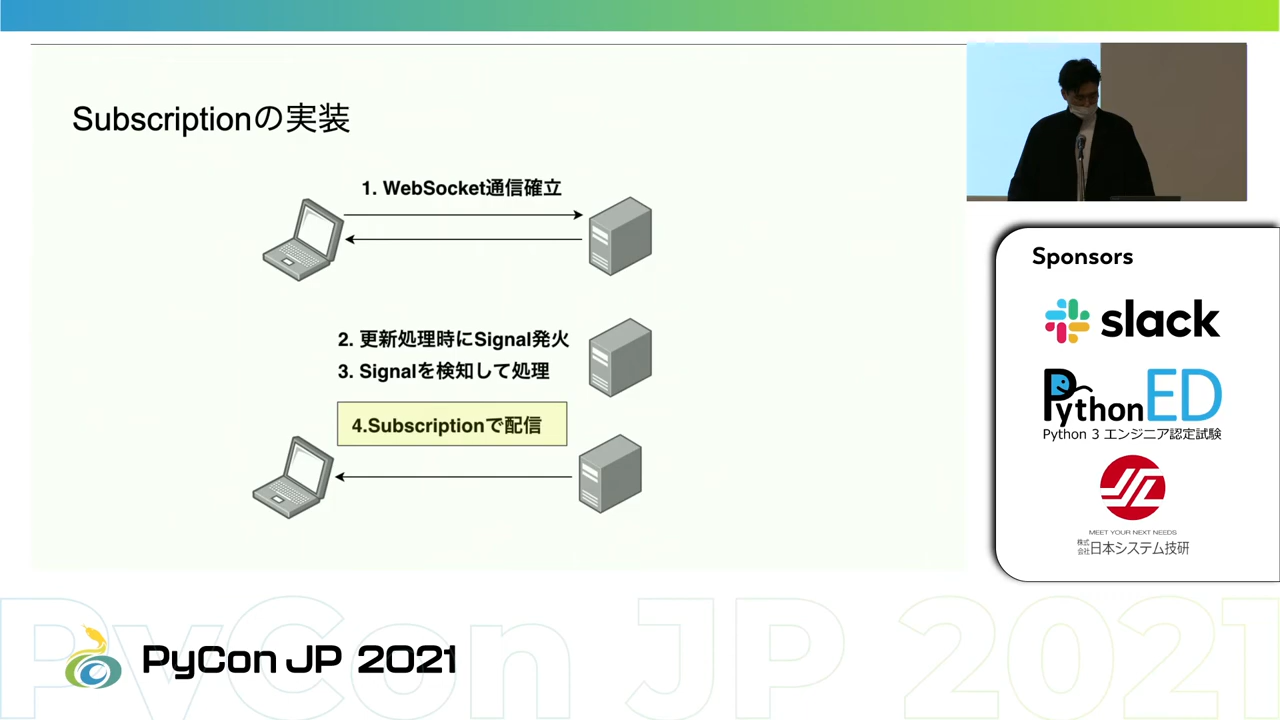 Subscriptionの実装
1. WebSocket通信確立
2. 更新処理時にSignal発火
3. Signalを検知して処理
4.Subscriptionで配信
Sponsors
slack
PythonED
Python 3 エンジニア認定試験
MEET YOUR NEXT NEEDS
株式会社日本システム技研
PyCon JP 2021
PyCon JP 2021